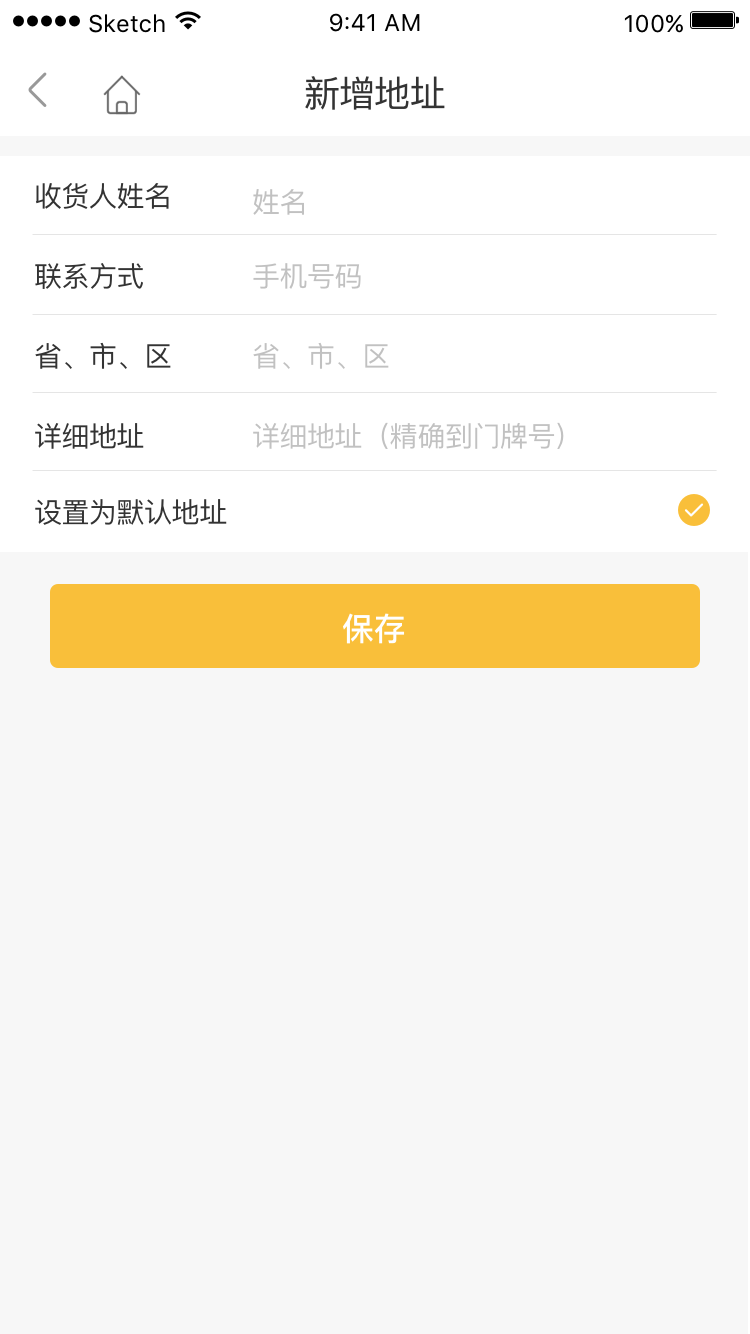 Sketch 9:41 AM 100%
新增地址
收货人姓名 姓名
联系方式 手机号码
省、市、区 省、市、区
详细地址 详细地址（精确到门牌号）
设置为默认地址
保存